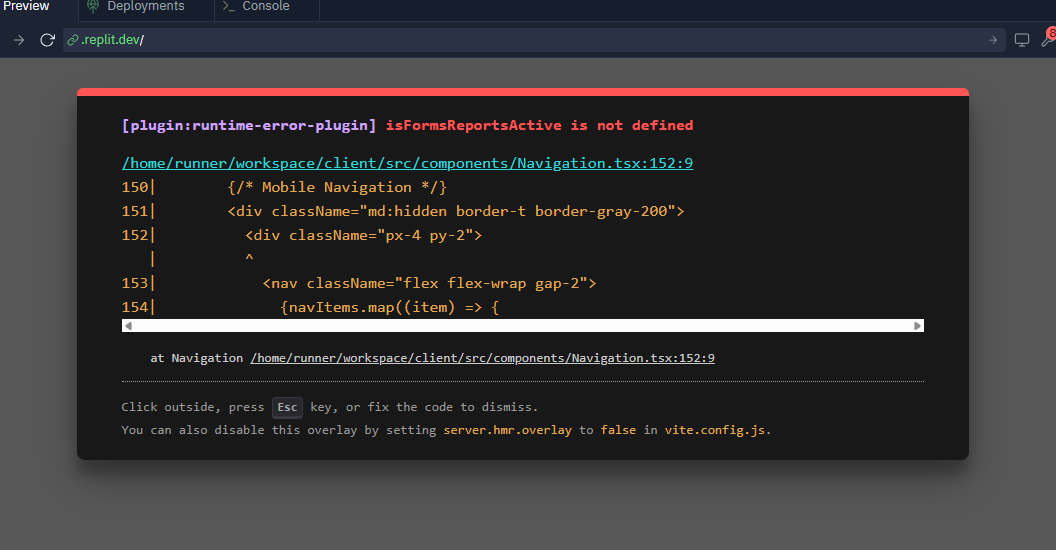 Preview Deployments Console
.replit.dev/
8
[plugin:runtime-error-plugin] isFormsReportsActive is not defined
/home/runner/workspace/client/src/components/Navigation.tsx:152:9
150| {/* Mobile Navigation */}
151| <div className="md:hidden border-t border-gray-200">
152| <div className="px-4 py-2">
| ^
153| <nav className="flex flex-wrap gap-2">
154| {navItems.map((item) => {
at Navigation /home/runner/workspace/client/src/components/Navigation.tsx:152:9
Click outside, press Esc key, or fix the code to dismiss.
You can also disable this overlay by setting server.hmr.overlay to false in vite.config.js.